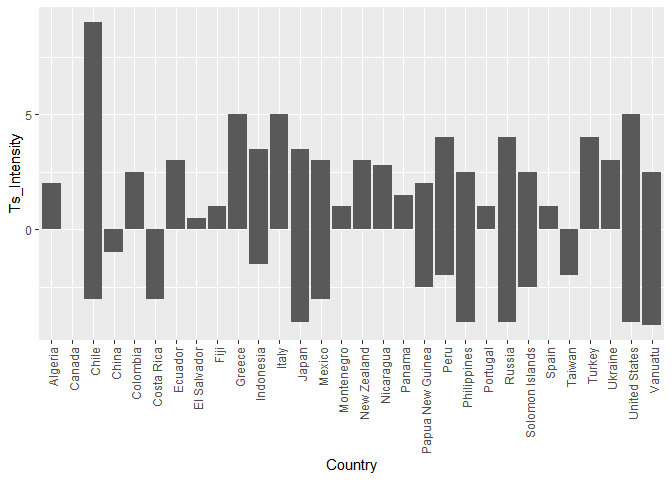 Ts_Intensity
5
0
Algeria
Canada
Chile
China
Colombia
Costa Rica
Ecuador
El Salvador
Fiji
Greece
Indonesia
Italy
Japan
Mexico
Montenegro
New Zealand
Nicaragua
Panama
Papua New Guinea
Peru
Philippines
Portugal
Russia
Solomon Islands
Spain
Taiwan
Turkey
Ukraine
United States
Vanuatu
Country